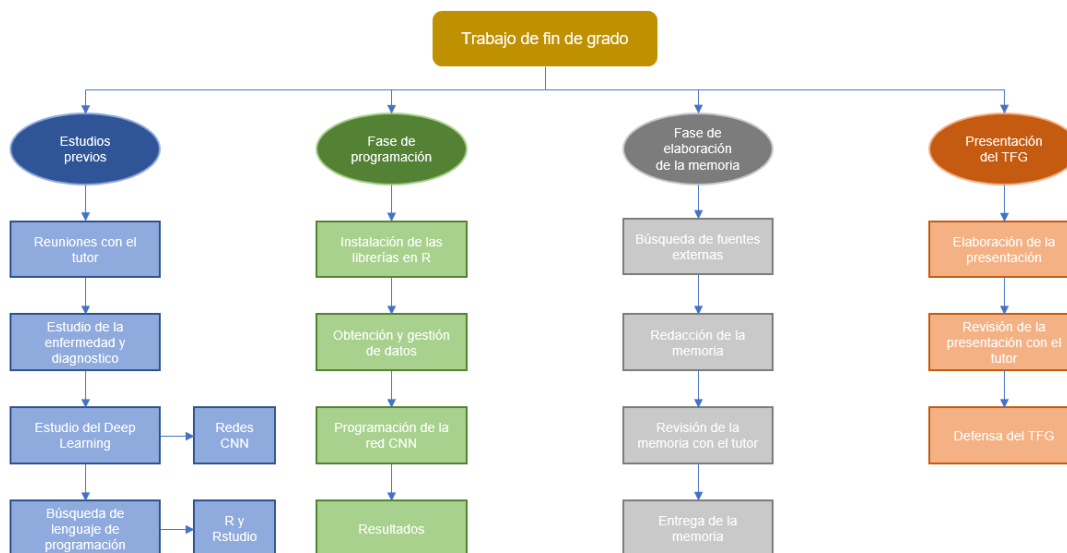 Trabajo de fin de grado
Estudios
previos
Fase de
programación
Fase de
elaboración
de la memoria
Presentación
del TFG
Reuniones con el
tutor
Instalación de las
librerías en R
Búsqueda de fuentes
externas
Elaboración de la
presentación
Estudio de la
enfermedad y
diagnostico
Obtención y gestión
de datos
Redacción de la
memoria
Revisión de la
presentación con el
tutor
Estudio del Deep
Learning
Redes
CNN
Programación de la
red CNN
Revisión de la
memoria con el tutor
Defensa del TFG
Búsqueda de
lenguaje de
programación
R y
Rstudio
Resultados
Entrega de la
memoria